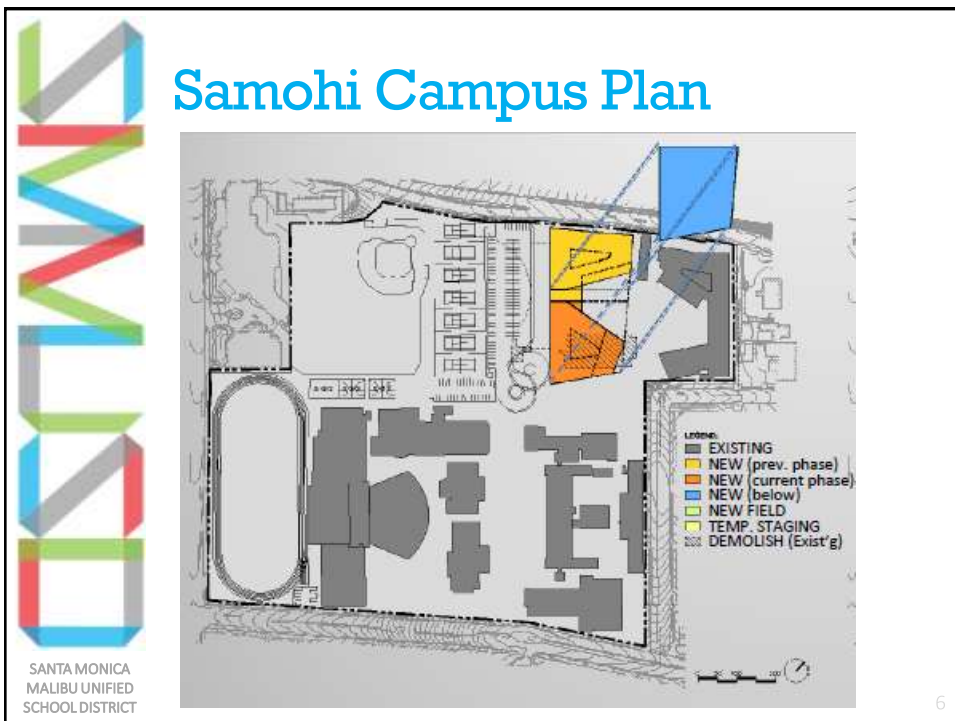 Samohi Campus Plan
LEGEND:
EXISTING
NEW (prev. phase)
NEW (current phase)
NEW (below)
NEW FIELD
TEMP. STAGING
DEMOLISH (Exist'g)
SMMUSD
SANTA MONICA
MALIBU UNIFIED
SCHOOL DISTRICT
6